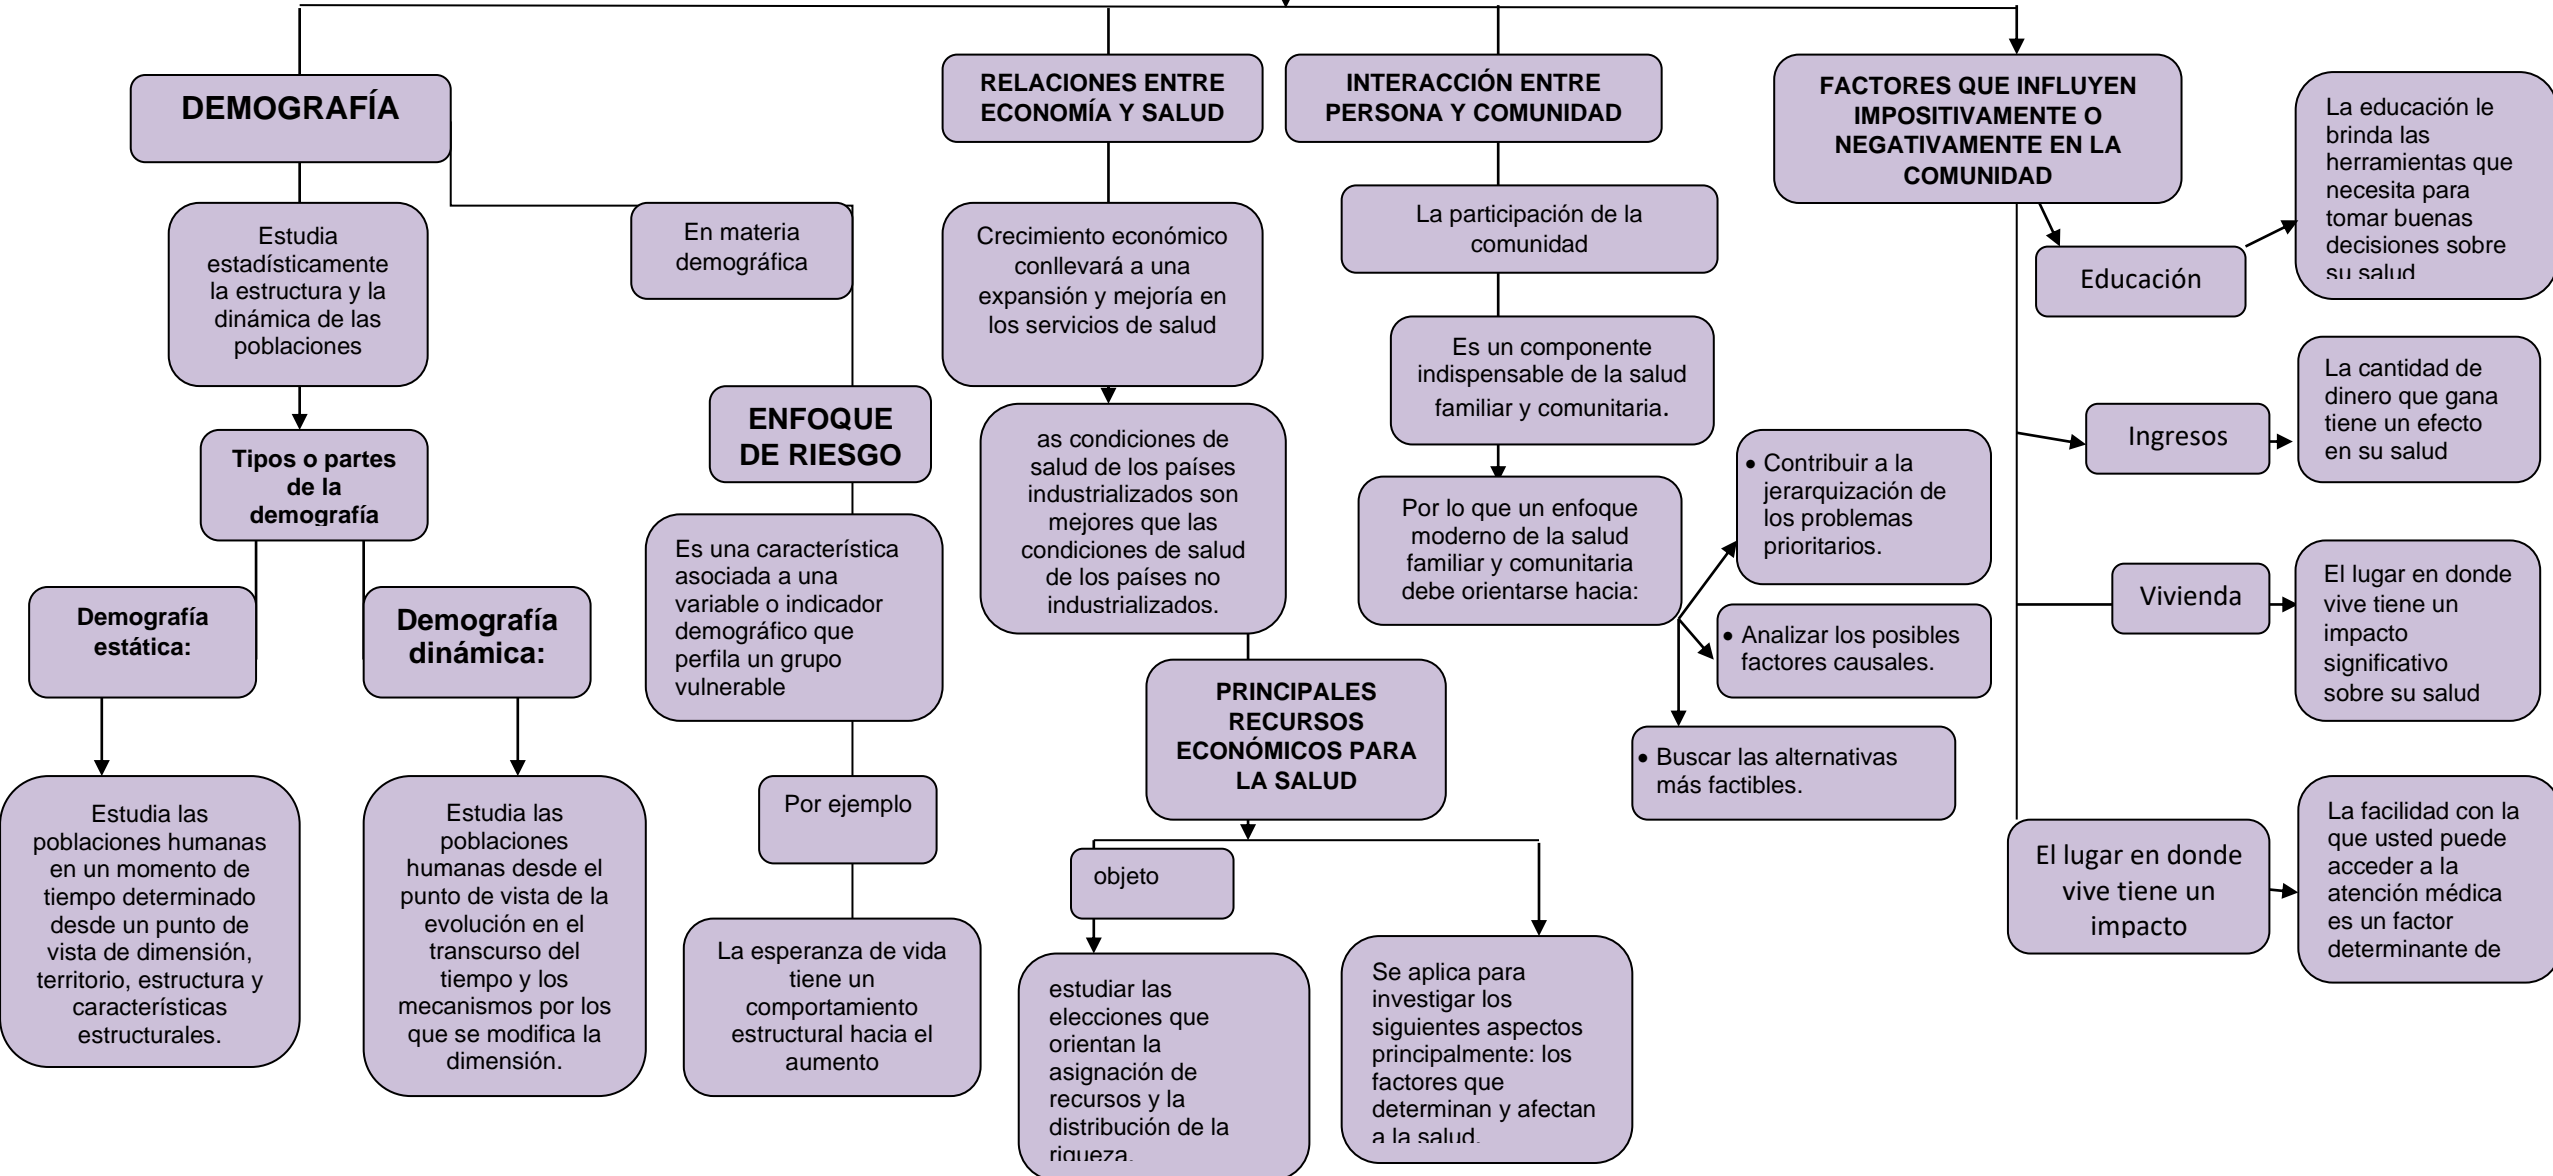 DEMOGRAFÍA
Estudia
estadísticamente
la estructura y la
dinámica de las
poblaciones
Tipos o partes
de la
demografía
Demografía
estática:
Estudia las
poblaciones humanas
en un momento de
tiempo determinado
desde un punto de
vista de dimensión,
territorio, estructura y
características
estructurales.
Demografía
dinámica:
Estudia las
poblaciones
humanas desde el
punto de vista de la
evolución en el
transcurso del
tiempo y los
mecanismos por los
que se modifica la
dimensión.
En materia
demográfica
ENFOQUE
DE RIESGO
Es una característica
asociada a una
variable o indicador
demográfico que
perfila un grupo
vulnerable
Por ejemplo
La esperanza de vida
tiene un
comportamiento
estructural hacia el
aumento
RELACIONES ENTRE
ECONOMÍA Y SALUD
Crecimiento económico
conllevará a una
expansión y mejoría en
los servicios de salud
as condiciones de
salud de los países
industrializados son
mejores que las
condiciones de salud
de los países no
industrializados.
PRINCIPALES
RECURSOS
ECONÓMICOS PARA
LA SALUD
objeto
estudiar las
elecciones que
orientan la
asignación de
recursos y la
distribución de la
riqueza.
Se aplica para
investigar los
siguientes aspectos
principalmente: los
factores que
determinan y afectan
a la salud.
INTERACCIÓN ENTRE
PERSONA Y COMUNIDAD
La participación de la
comunidad
Es un componente
indispensable de la salud
familiar y comunitaria.
Por lo que un enfoque
moderno de la salud
familiar y comunitaria
debe orientarse hacia:
• Contribuir a la
jerarquización de
los problemas
prioritarios.
• Analizar los posibles
factores causales.
• Buscar las alternativas
más factibles.
FACTORES QUE INFLUYEN
IMPOSITIVAMENTE O
NEGATIVAMENTE EN LA
COMUNIDAD
Educación
La educación le
brinda las
herramientas que
necesita para
tomar buenas
decisiones sobre
su salud
Ingresos
La cantidad de
dinero que gana
tiene un efecto
en su salud
Vivienda
El lugar en donde
vive tiene un
impacto
significativo
sobre su salud
El lugar en donde
vive tiene un
impacto
La facilidad con la
que usted puede
acceder a la
atención médica
es un factor
determinante de